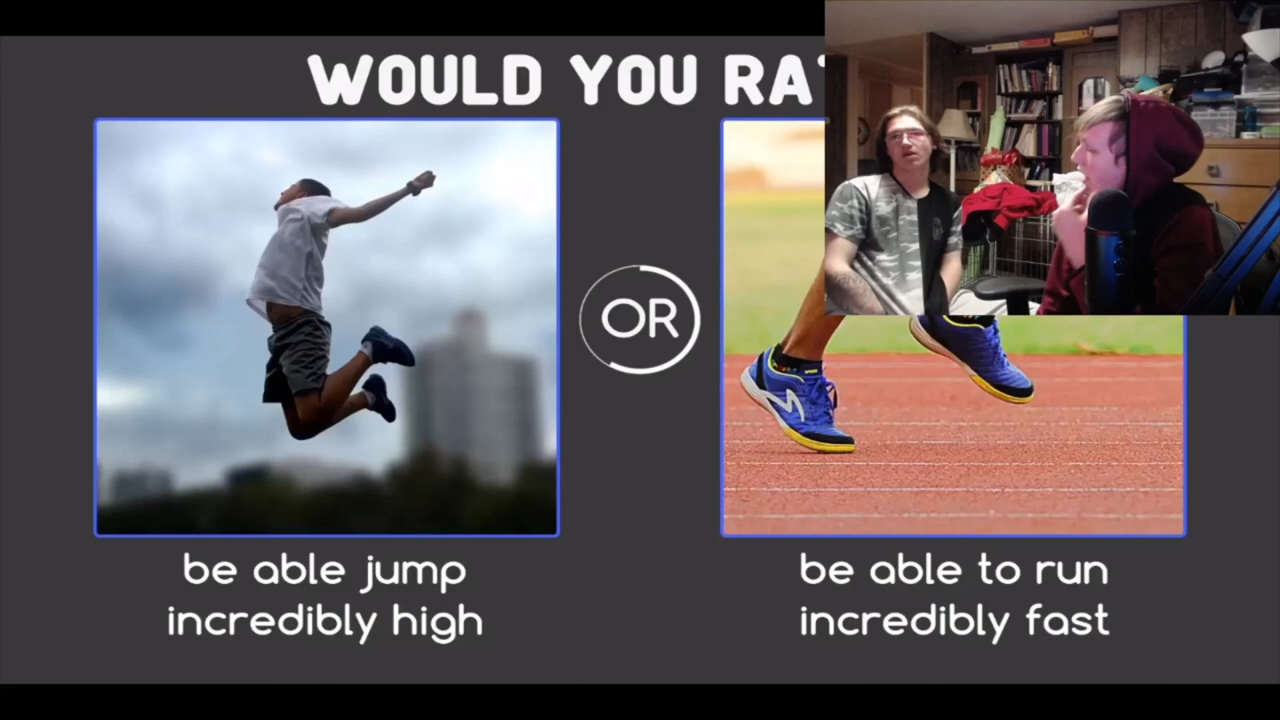 WOULD YOU RA
OR
be able jump
incredibly high
be able to run
incredibly fast